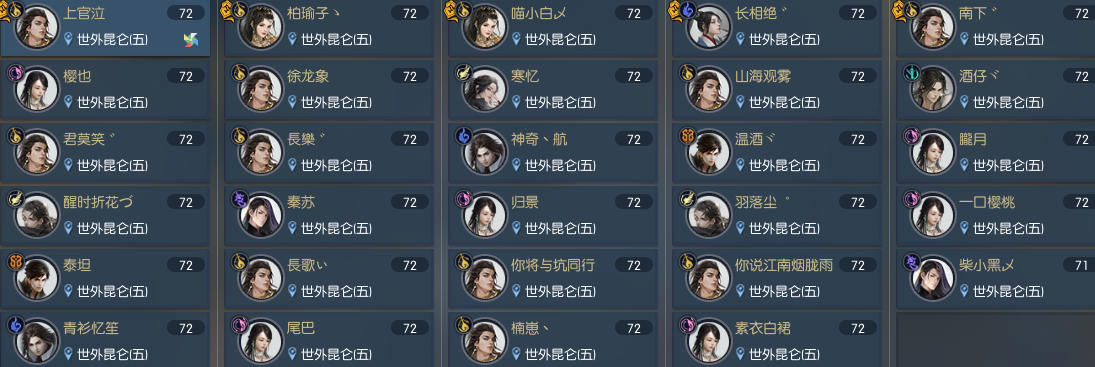 上官泣 72
世外昆仑(五)
柏瑜子丶 72
世外昆仑(五)
喵小白乄 72
世外昆仑(五)
长相绝ﾞ 72
世外昆仑(五)
南下ﾞ 72
世外昆仑(五)
樱也 72
世外昆仑(五)
徐龙象 72
世外昆仑(五)
寒忆 72
世外昆仑(五)
山海观雾 72
世外昆仑(五)
酒仔ヾ 72
世外昆仑(五)
君莫笑ﾞ 72
世外昆仑(五)
長樂ﾞ 72
世外昆仑(五)
神奇丶航 72
世外昆仑(五)
温酒ヾ 72
世外昆仑(五)
朧月 72
世外昆仑(五)
醒时折花づ 72
世外昆仑(五)
秦苏 72
世外昆仑(五)
归景 72
世外昆仑(五)
羽落尘゜ 72
世外昆仑(五)
一口樱桃 72
世外昆仑(五)
泰坦 72
世外昆仑(五)
長歌ぃ 72
世外昆仑(五)
你将与坑同行 72
世外昆仑(五)
你说江南烟胧雨 72
世外昆仑(五)
柴小黑乄 71
世外昆仑(五)
青衫忆笙 72
世外昆仑(五)
尾巴 72
世外昆仑(五)
楠崽丶 72
世外昆仑(五)
素衣白裙 72
世外昆仑(五)